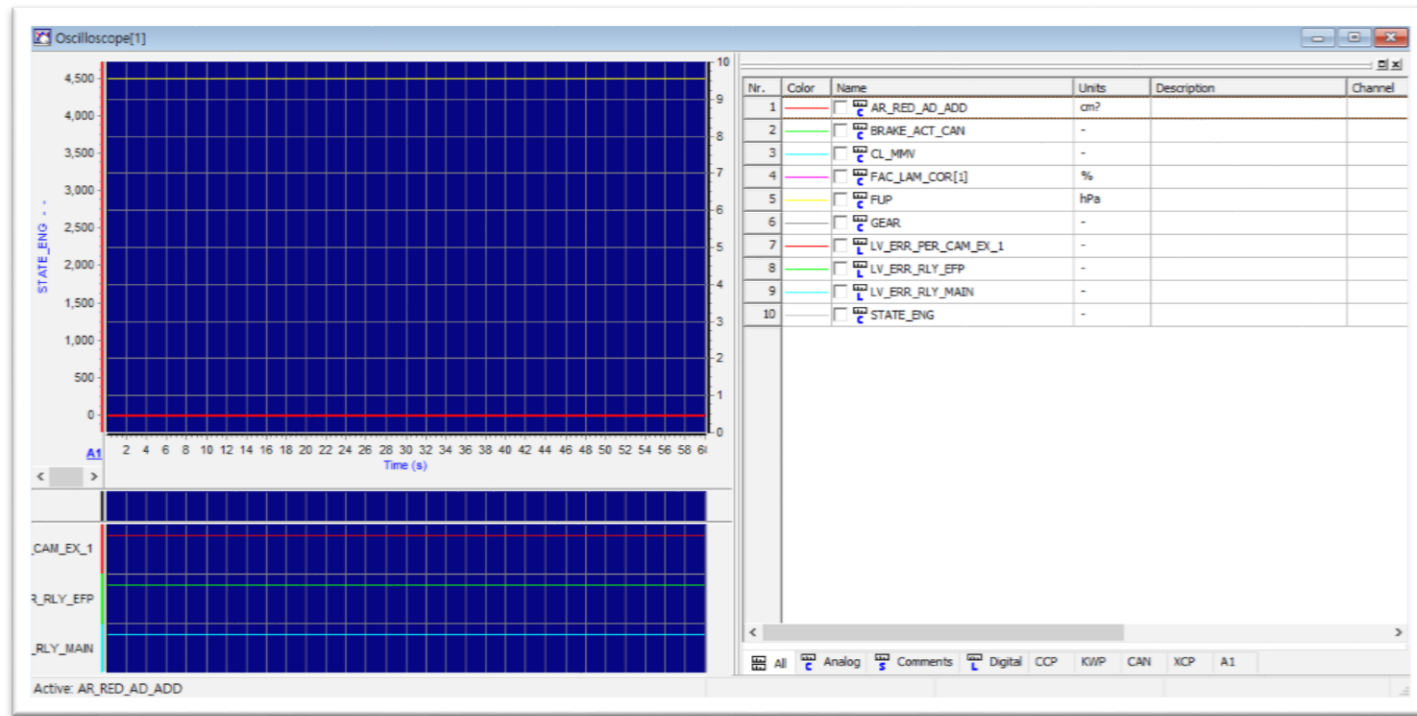 Oscilloscope[1]
4,500
4,000
3,500
3,000
2,500
2,000
1,500
1,000
500
0
STATE_ENG - -
10
9
8
7
6
5
4
3
2
1
0
A1
2 4 6 8 10 12 14 16 18 20 22 24 26 28 30 32 34 36 38 40 42 44 46 48 50 52 54 56 58 6
Time (s)
_CAM_EX_1
R_RLY_EFP
_RLY_MAIN
Nr. Color Name Units Description Channel
1 C AR_RED_AD_ADD cm?
2 C BRAKE_ACT_CAN -
3 C CL_MMV -
4 C FAC_LAM_COR[1] %
5 C FUP hPa
6 C GEAR -
7 L LV_ERR_PER_CAM_EX_1 -
8 L LV_ERR_RLY_EFP -
9 L LV_ERR_RLY_MAIN -
10 C STATE_ENG -
All C Analog S Comments L Digital CCP KWP CAN XCP A1
Active: AR_RED_AD_ADD